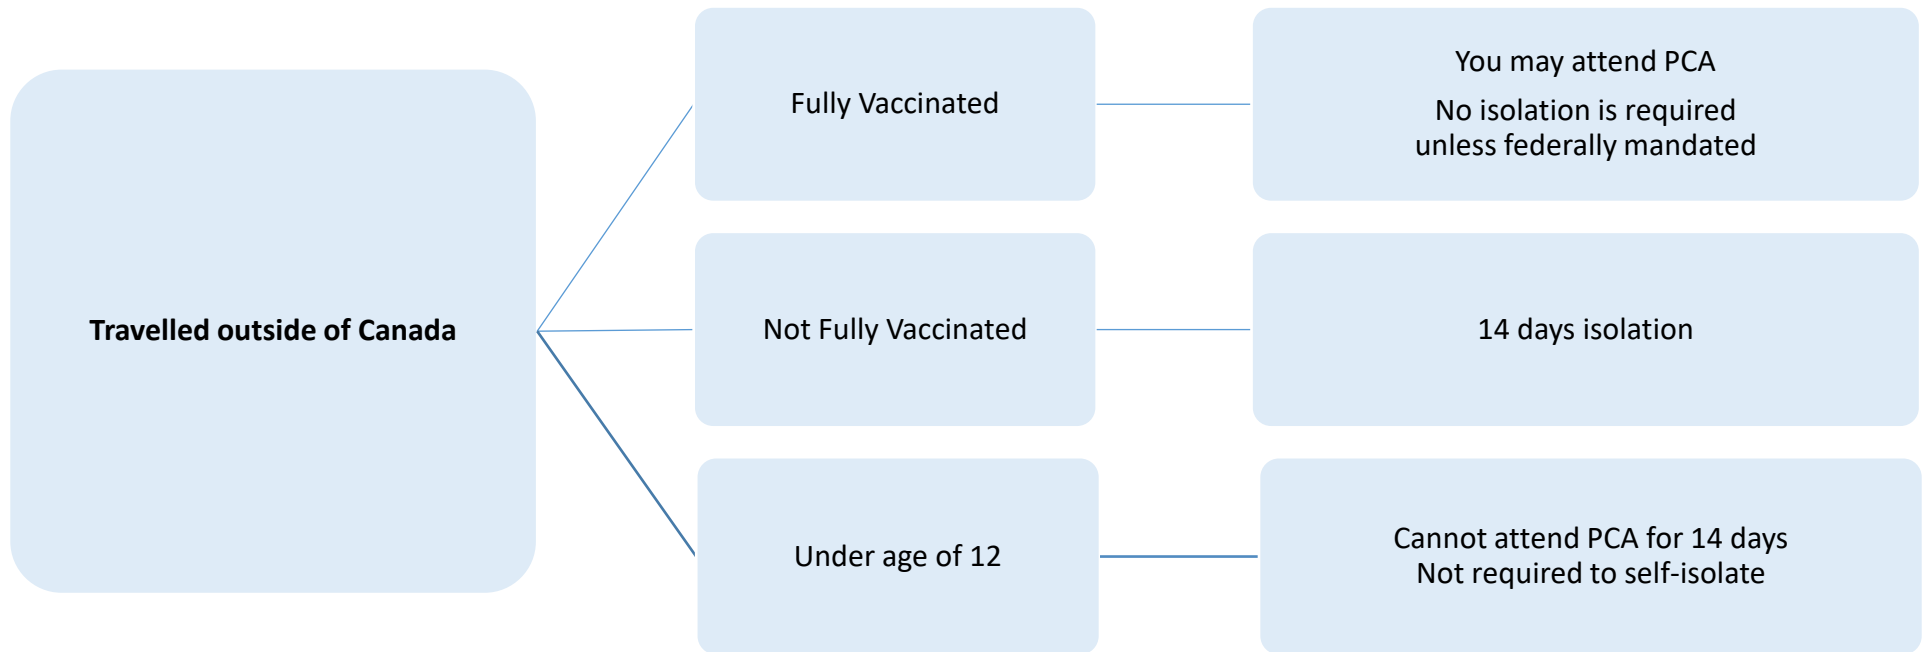 Travelled outside of Canada
Fully Vaccinated
You may attend PCA
No isolation is required
unless federally mandated
Not Fully Vaccinated
14 days isolation
Under age of 12
Cannot attend PCA for 14 days
Not required to self-isolate